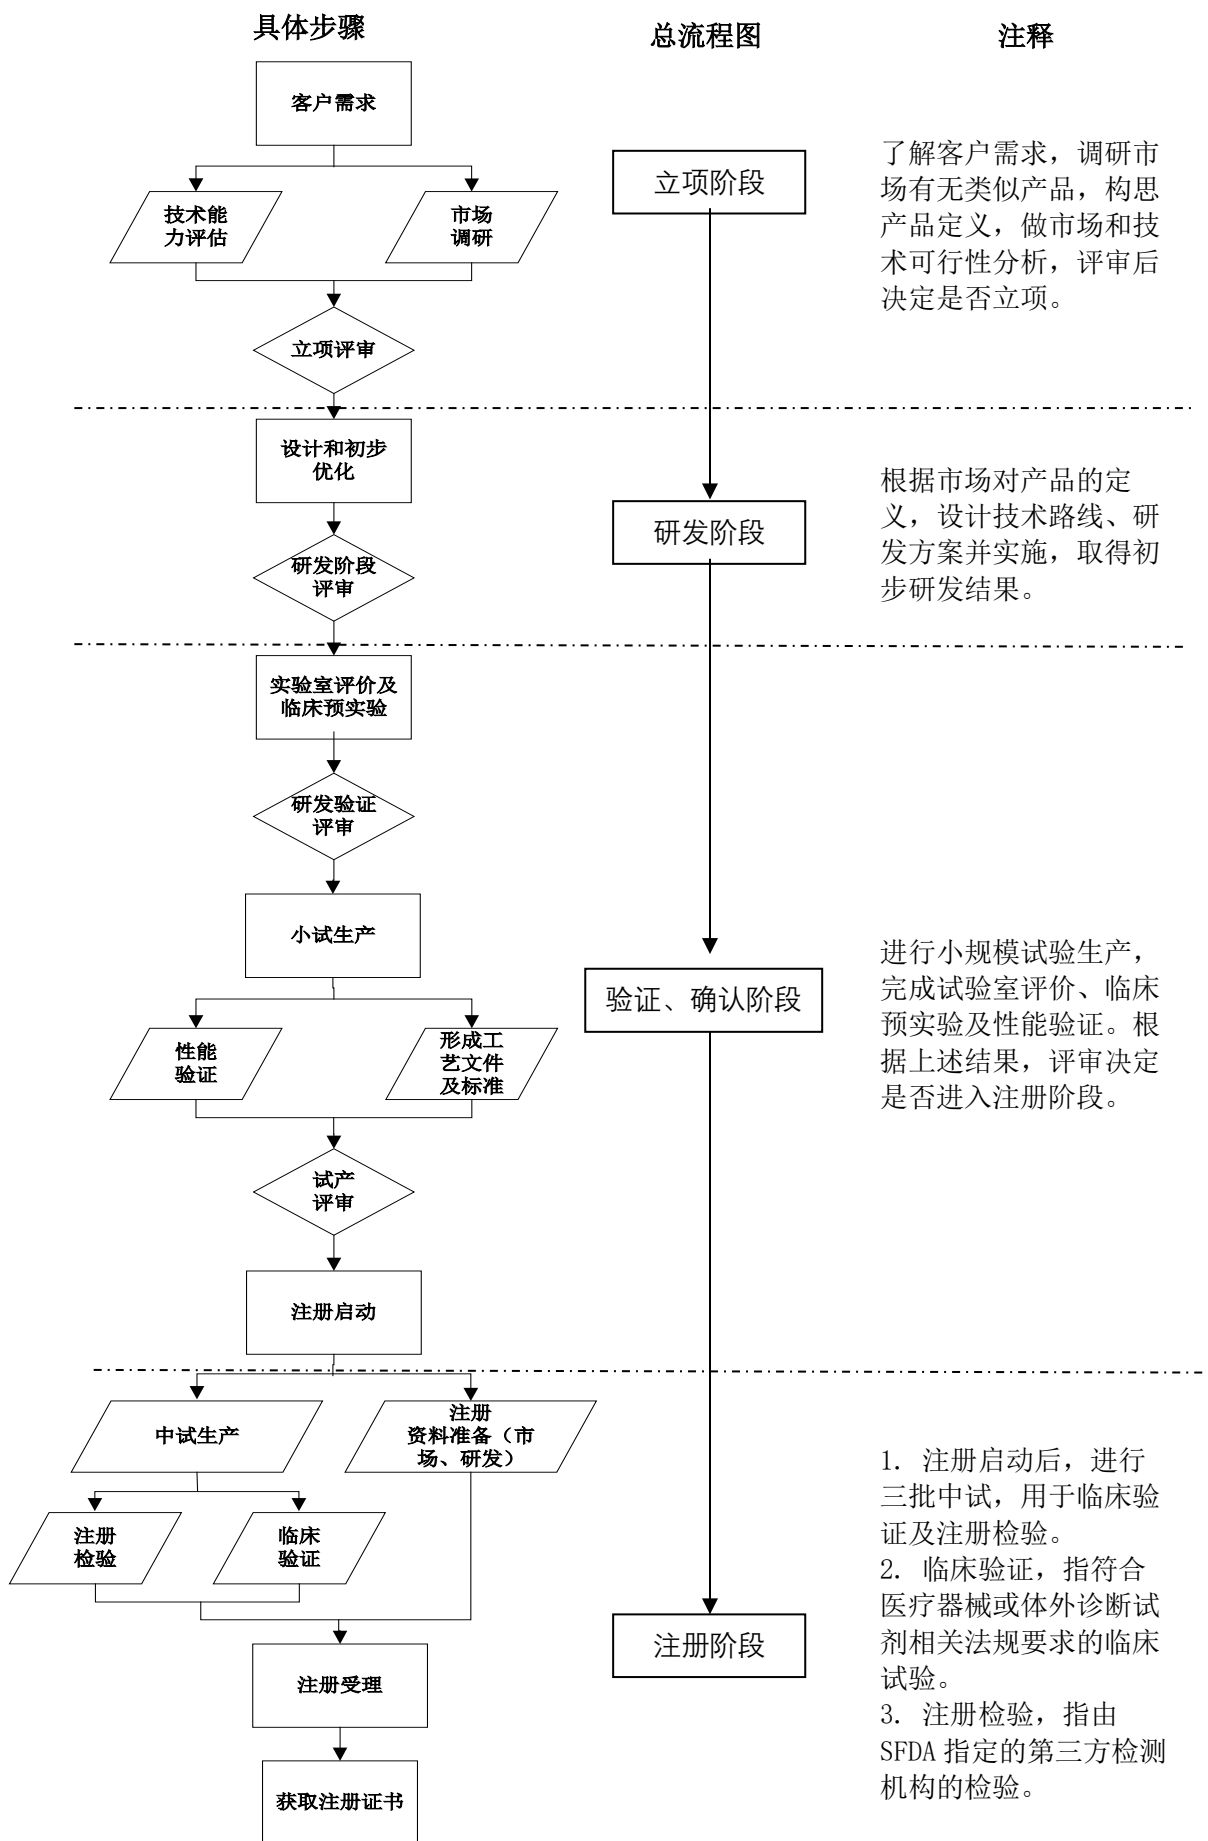 具体步骤
总流程图
注释
客户需求
技术能
力评估
市场
调研
立项评审
立项阶段
了解客户需求，调研市
场有无类似产品，构思
产品定义，做市场和技
术可行性分析，评审后
决定是否立项。
设计和初步
优化
研发阶段
评审
研发阶段
根据市场对产品的定
义，设计技术路线、研
发方案并实施，取得初
步研发结果。
实验室评价及
临床预实验
研发验证
评审
小试生产
性能
验证
形成工
艺文件
及标准
试产
评审
注册启动
验证、确认阶段
进行小规模试验生产，
完成试验室评价、临床
预实验及性能验证。根
据上述结果，评审决定
是否进入注册阶段。
中试生产
注册
资料准备（市
场、研发）
注册
检验
临床
验证
注册受理
获取注册证书
注册阶段
1. 注册启动后，进行
三批中试，用于临床验
证及注册检验。
2. 临床验证，指符合
医疗器械或体外诊断试
剂相关法规要求的临床
试验。
3. 注册检验，指由
SFDA 指定的第三方检测
机构的检验。